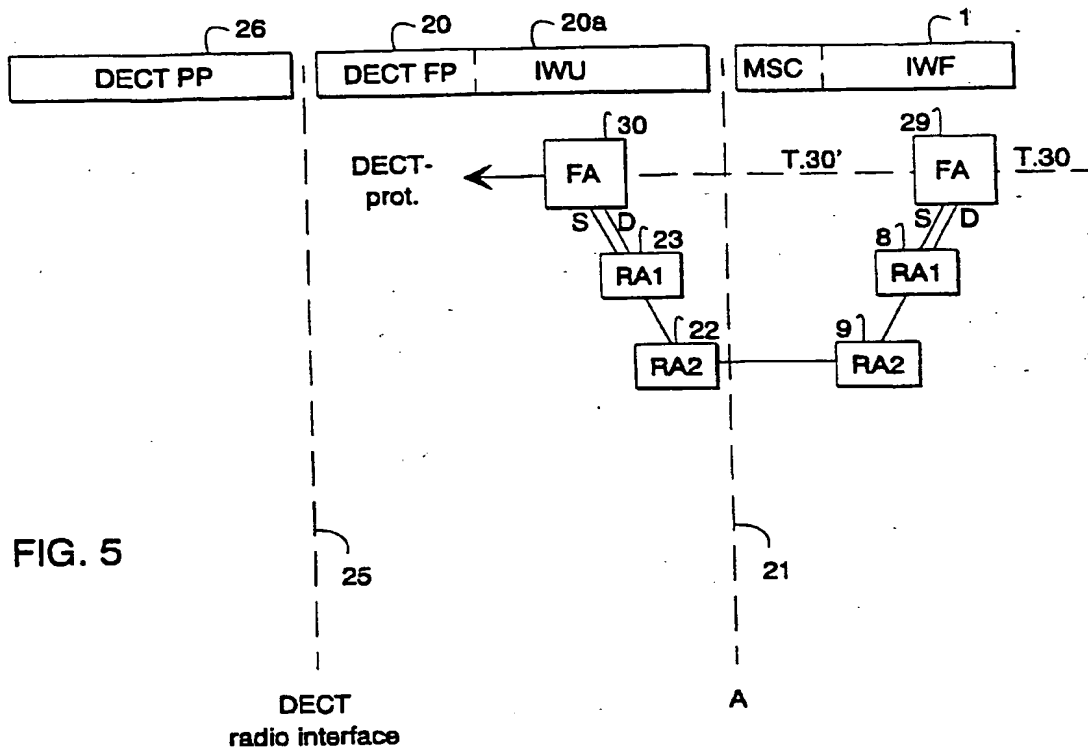 26
20
20a
1
DECT PP
DECT FP
IWU
MSC
IWF
30
29
DECT-
prot.
FA
T.30'
FA
T.30
S
D
23
S
D
8
RA1
RA1
22
9
RA2
RA2
FIG. 5
25
21
DECT
radio interface
A